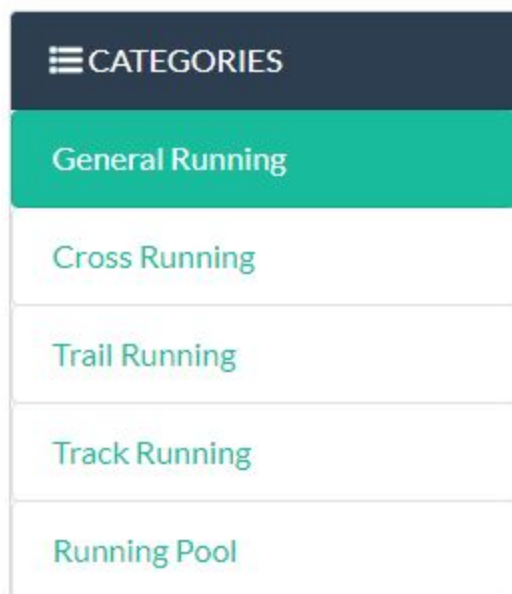 CATEGORIES
General Running
Cross Running
Trail Running
Track Running
Running Pool